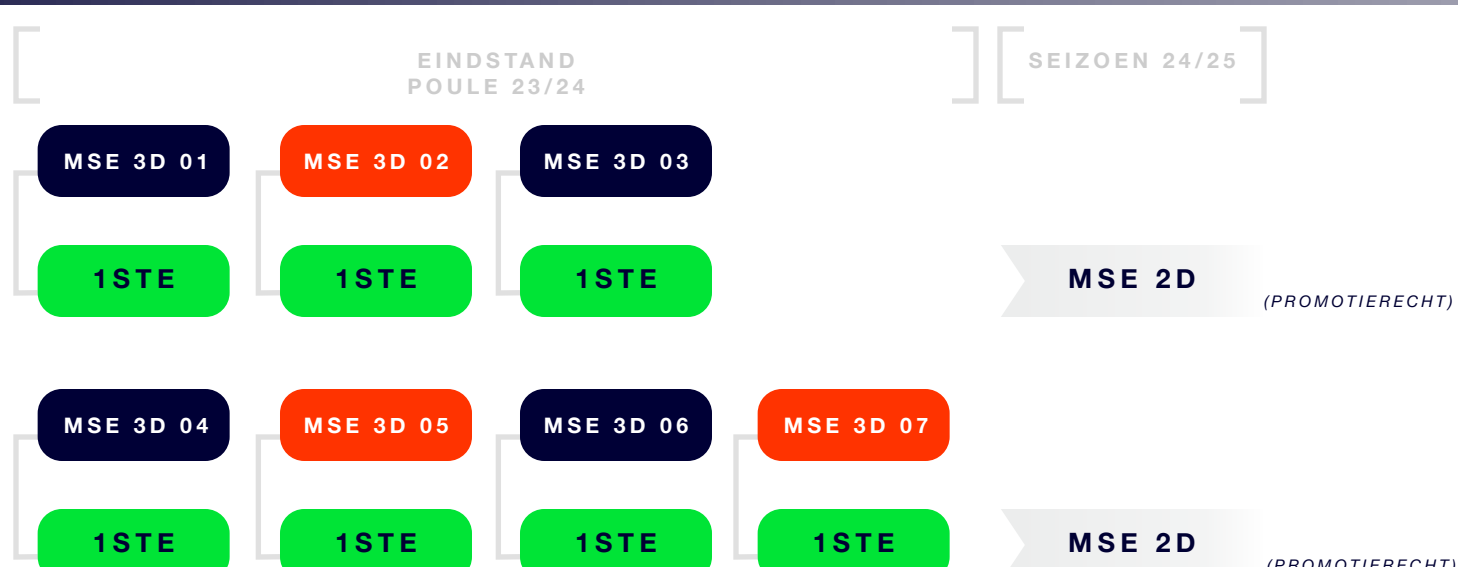 EINDSTAND
POULE 23/24
SEIZOEN 24/25
MSE 3D 01 MSE 3D 02 MSE 3D 03
1STE 1STE 1STE MSE 2D
(PROMOTIERECHT)
MSE 3D 04 MSE 3D 05 MSE 3D 06 MSE 3D 07
1STE 1STE 1STE 1STE MSE 2D
(PROMOTIERECHT)